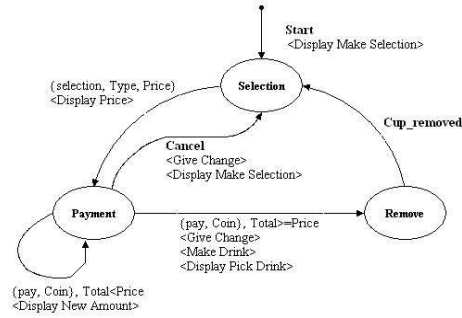 Start
<Display Make Selection>
{selection, Type, Price}
<Display Price>
Selection
Cup_removed
Cancel
<Give Change>
<Display Make Selection>
Payment
{pay, Coin}, Total>=Price
<Give Change>
<Make Drink>
<Display Pick Drink>
Remove
{pay, Coin}, Total<Price
<Display New Amount>